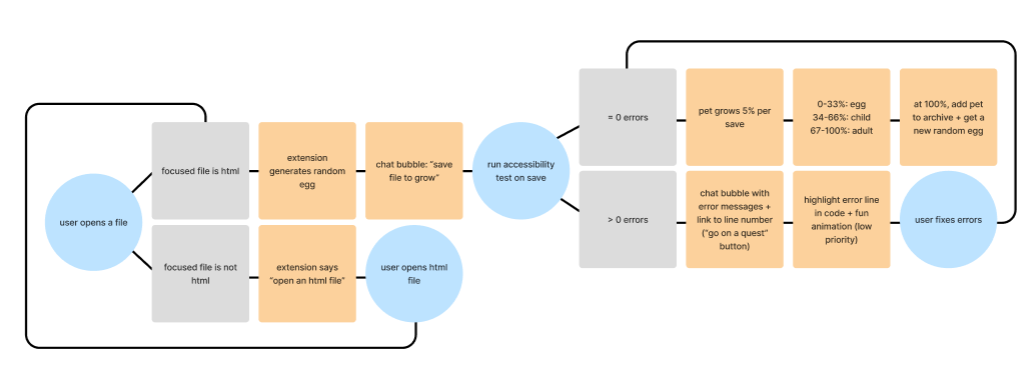 user opens a file
focused file is html
extension
generates random
egg
chat bubble: "save
file to grow"
focused file is not
html
extension says
"open an html file"
user opens html
file
run accessibility
test on save
= 0 errors
pet grows 5% per
save
0-33%: egg
34-66%: child
67-100%: adult
at 100%, add pet
to archive + get a
new random egg
> 0 errors
chat bubble with
error messages +
link to line number
("go on a quest"
button)
highlight error line
in code + fun
animation (low
priority)
user fixes errors